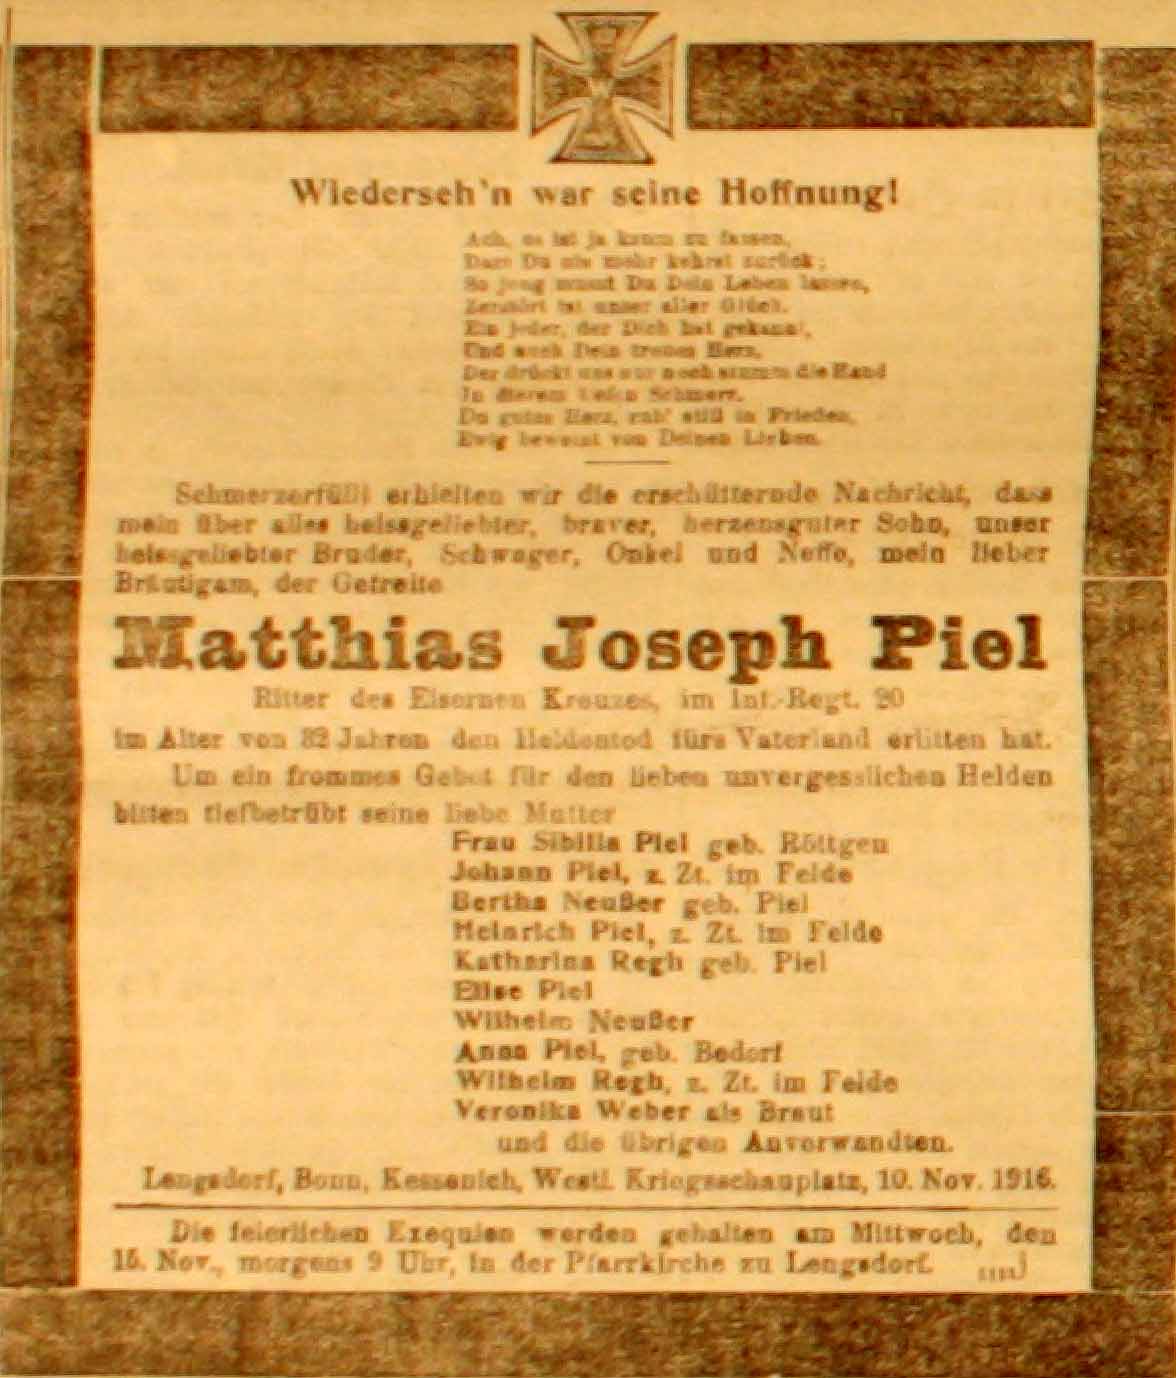 Wiederseh'n war seine Hoffnung!
Ach, es ist ja kaum zu fassen,
Dass Du nie mehr kehrst zurück;
So jung musst Du Dein Leben lassen,
Zerstört ist unser aller Glück.
Ein jeder, der Dich hat gekannt,
Und auch Dein treues Herz,
Der drückt uns nur noch stumm die Hand
In diesem tiefen Schmerz.
Du gutes Herz, ruh' still in Frieden,
Ewig beweint von Deinen Lieben.
Schmerzerfüllt erhielten wir die erschütternde Nachricht, dass
mein über alles heissgeliebter, braver, herzensguter Sohn, unser
heissgeliebter Bruder, Schwager, Onkel und Neffe, mein lieber
Bräutigam, der Gefreite
Matthias Joseph Piel
Ritter des Eisernen Kreuzes, im Inf.-Regt. 20
im Alter von 32 Jahren den Heldentod fürs Vaterland erlitten hat.
Um ein frommes Gebet für den lieben unvergesslichen Helden
bitten tiefbetrübt seine liebe Mutter
Frau Sibilla Piel geb. Röttgen
Johann Piel, z. Zt. im Felde
Bertha Neußer geb. Piel
Heinrich Piel, z. Zt. im Felde
Katharina Regh geb. Piel
Elise Piel
Wilhelm Neußer
Anna Piel, geb. Bedorf
Wilhelm Regh, z. Zt. im Felde
Veronika Weber als Braut
und die übrigen Anverwandten.
Lengsdorf, Bonn, Kessenich, Westl. Kriegsschauplatz, 10. Nov. 1916.
Die feierlichen Exequien werden gehalten am Mittwoch, den
15. Nov., morgens 9 Uhr, in der Pfarrkirche zu Lengsdorf.